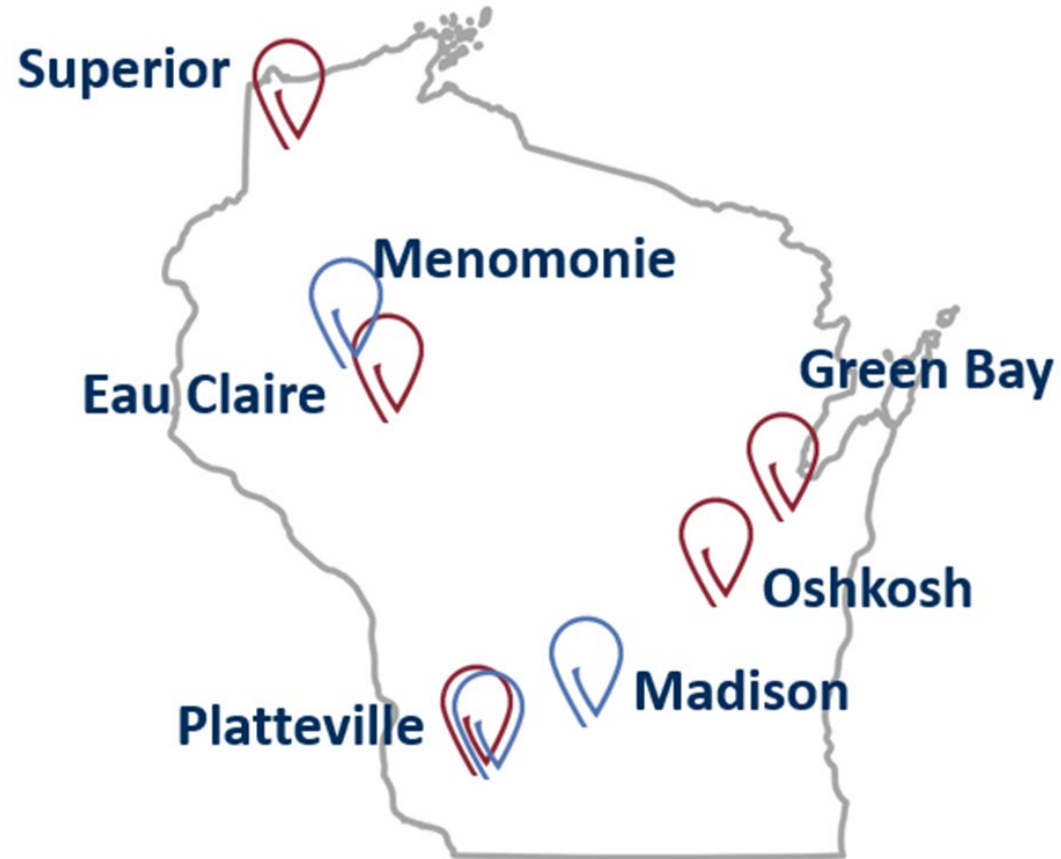 Superior
Menomonie
Eau Claire
Green Bay
Oshkosh
Madison
Platteville